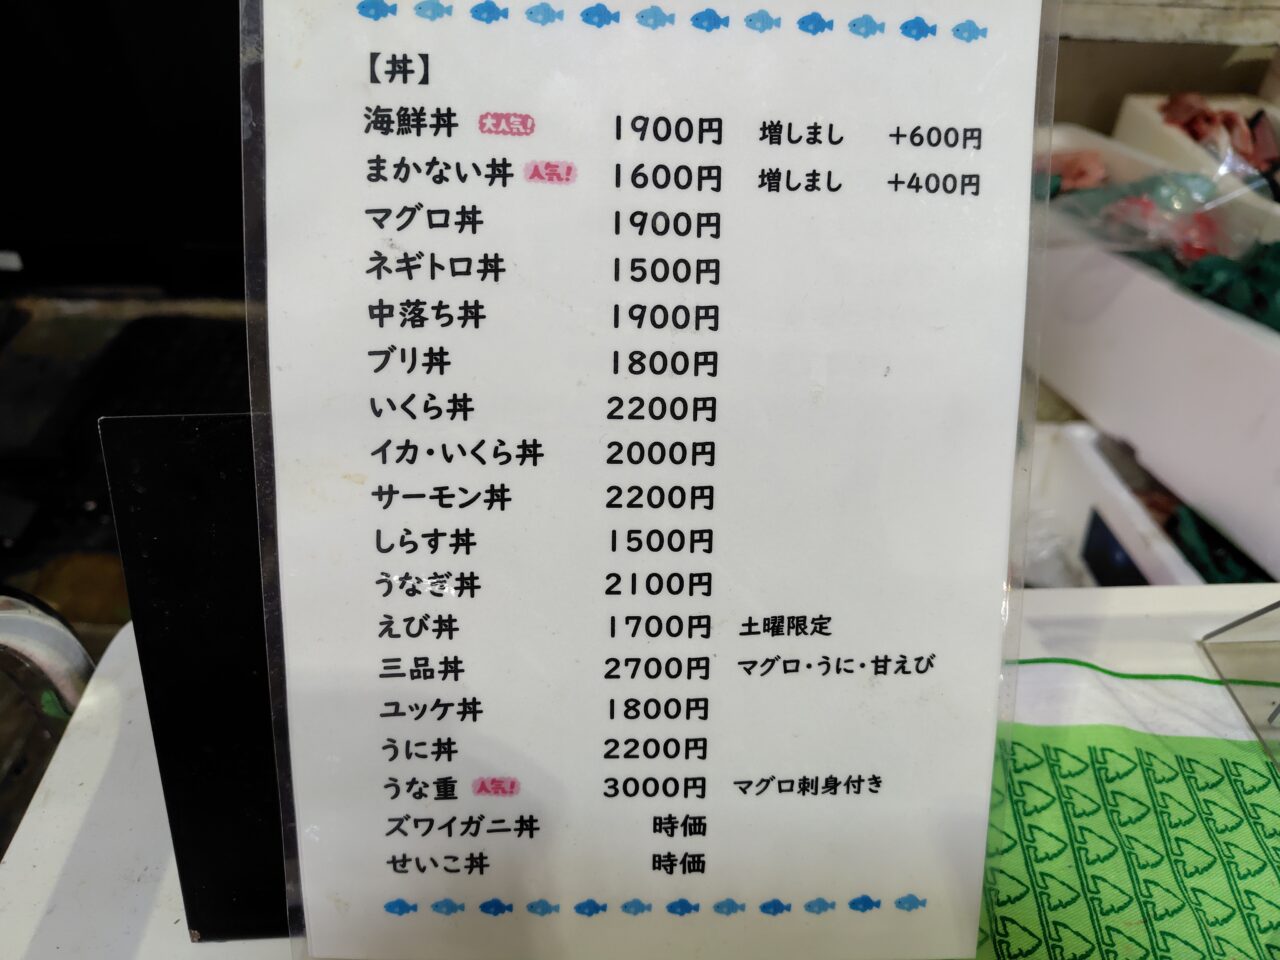 【丼】
海鮮丼 大人気! 1900円 増しまし +600円
まかない丼 人気! 1600円 増しまし +400円
マグロ丼 1900円
ネギトロ丼 1500円
中落ち丼 1900円
ブリ丼 1800円
いくら丼 2200円
イカ・いくら丼 2000円
サーモン丼 2200円
しらす丼 1500円
うなぎ丼 2100円
えび丼 1700円 土曜限定
三品丼 2700円 マグロ・うに・甘えび
ユッケ丼 1800円
うに丼 2200円
うな重 人気! 3000円 マグロ刺身付き
ズワイガニ丼 時価
せいこ丼 時価